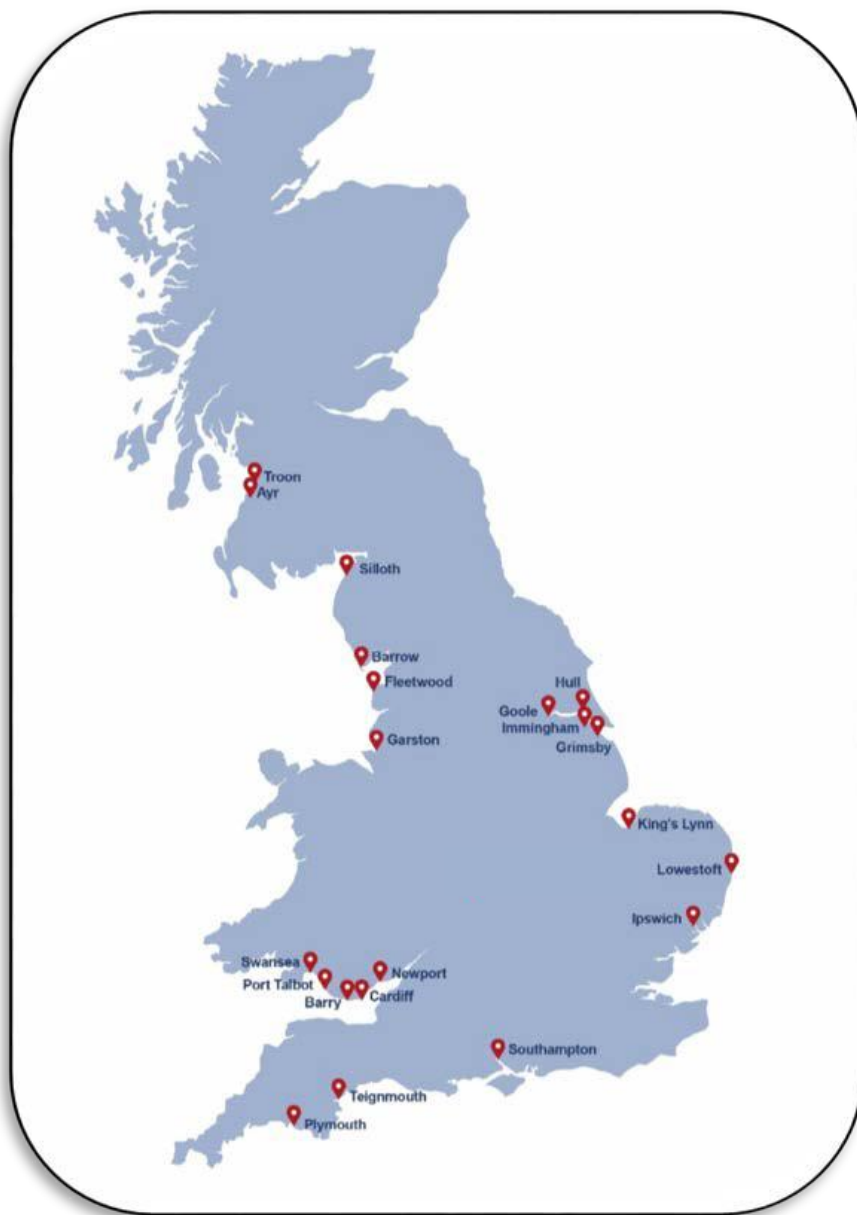 Troon
Ayr
Silloth
Barrow
Fleetwood
Hull
Goole
Immingham
Garston
Grimsby
King's Lynn
Lowestoft
Ipswich
Swansea
Newport
Port Talbot
Cardiff
Barry
Southampton
Teignmouth
Plymouth